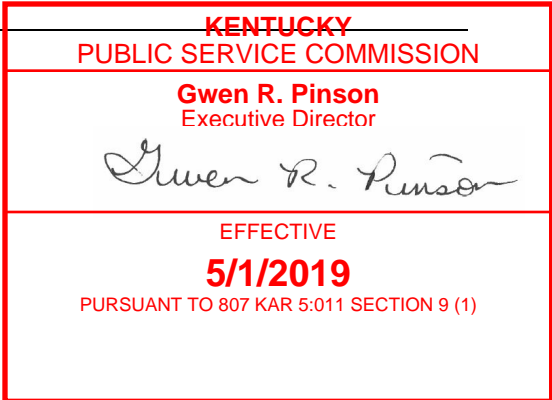 KENTUCKY
PUBLIC SERVICE COMMISSION
Gwen R. Pinson
Executive Director
Gwen R. Pinson
EFFECTIVE
5/1/2019
PURSUANT TO 807 KAR 5:011 SECTION 9 (1)